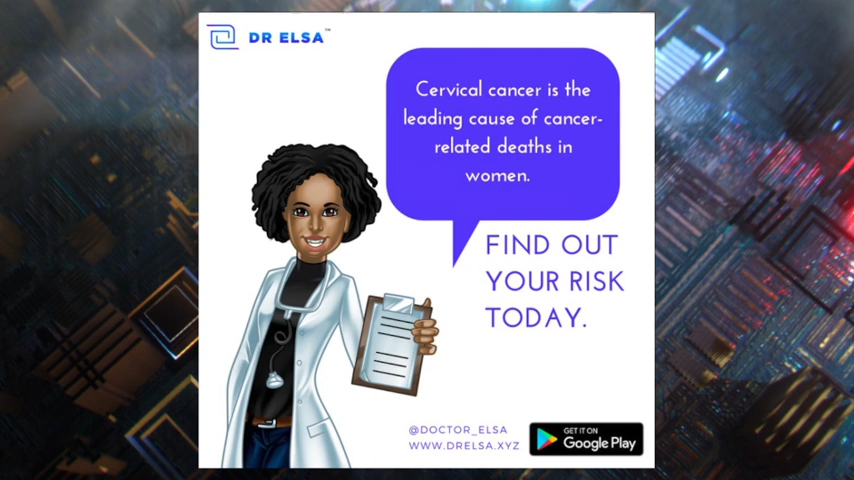 DR ELSA™
Cervical cancer is the
leading cause of cancer-
related deaths in
women.
FIND OUT
YOUR RISK
TODAY.
@DOCTOR_ELSA
WWW.DRELSA.XYZ
GET IT ON
Google Play